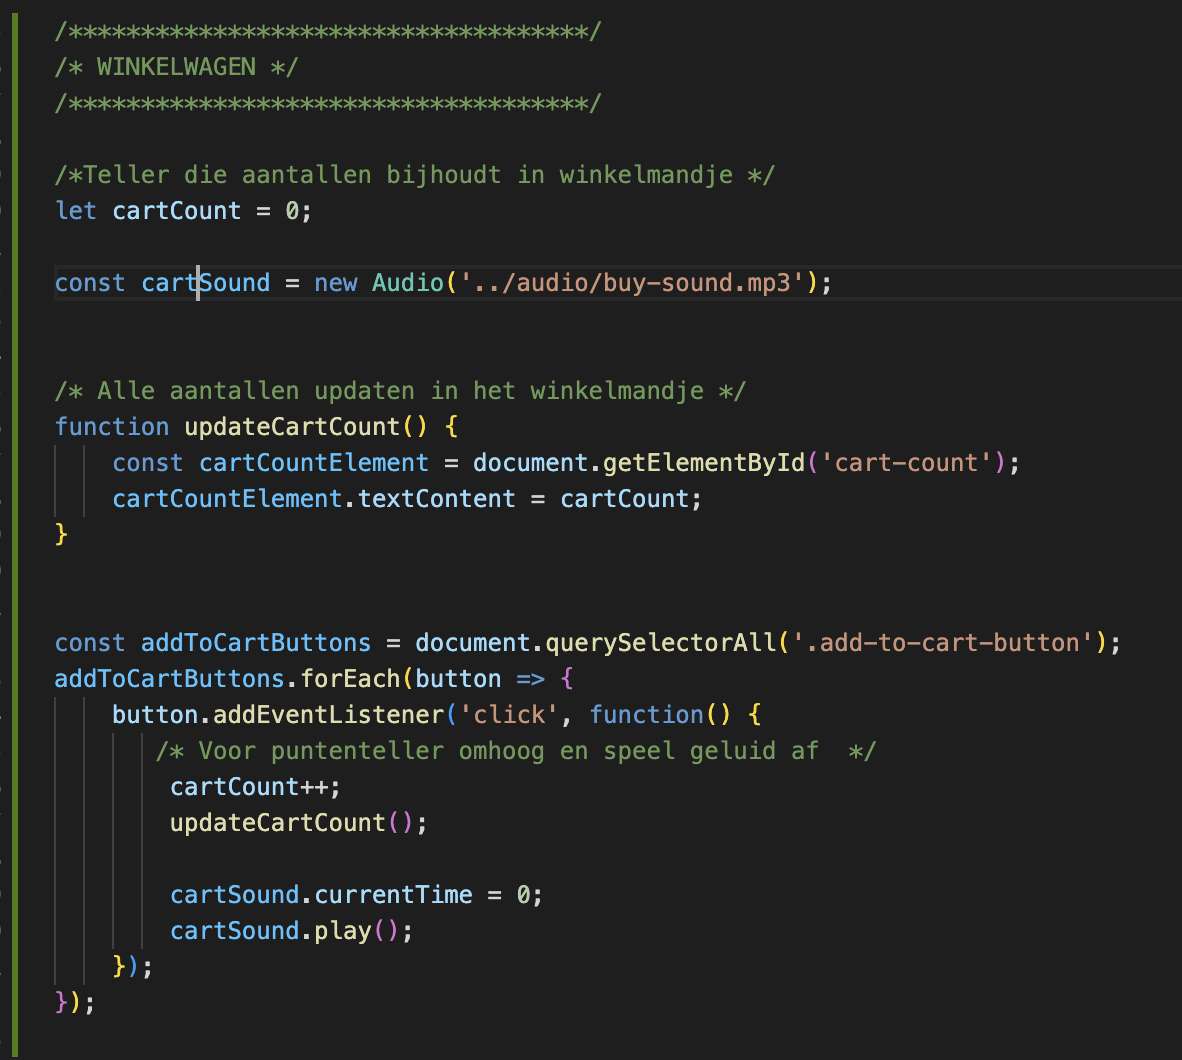 /************************************/
/* WINKELWAGEN */
/************************************/
/*Teller die aantallen bijhoudt in winkelmandje */
let cartCount = 0;
const cartSound = new Audio('../audio/buy-sound.mp3');
/* Alle aantallen updaten in het winkelmandje */
function updateCartCount() {
    const cartCountElement = document.getElementById('cart-count');
    cartCountElement.textContent = cartCount;
}
const addToCartButtons = document.querySelectorAll('.add-to-cart-button');
addToCartButtons.forEach(button => {
    button.addEventListener('click', function() {
       /* Voor puntenteller omhoog en speel geluid af  */
        cartCount++;
        updateCartCount();
        cartSound.currentTime = 0;
        cartSound.play();
    });
});